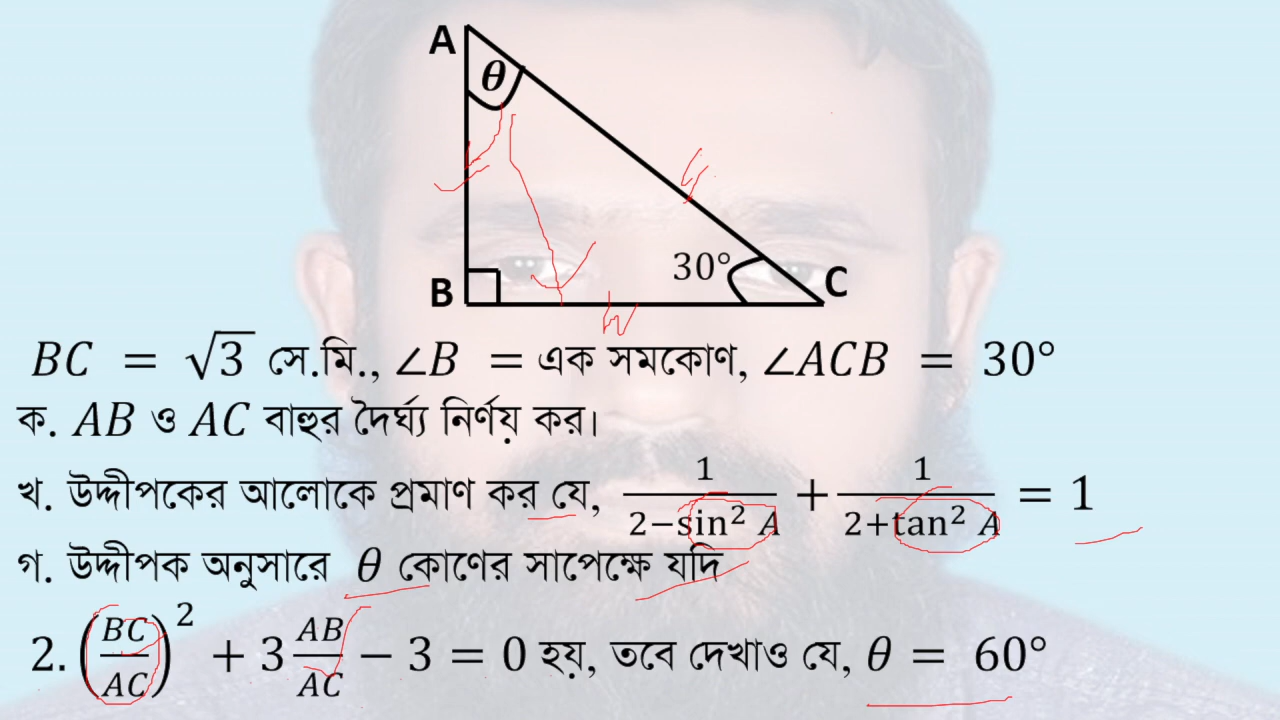 A
θ
30°
B
C
BC = √3 সে.মি., ∠B = এক সমকোণ, ∠ACB = 30°
ক. AB ও AC বাহুর দৈর্ঘ্য নির্ণয় কর।
খ. উদ্দীপকের আলোকে প্রমাণ কর যে, 1/(2−sin² A) + 1/(2+tan² A) = 1
গ. উদ্দীপক অনুসারে θ কোণের সাপেক্ষে যদি
2.(BC/AC)² + 3 AB/AC − 3 = 0 হয়, তবে দেখাও যে, θ = 60°